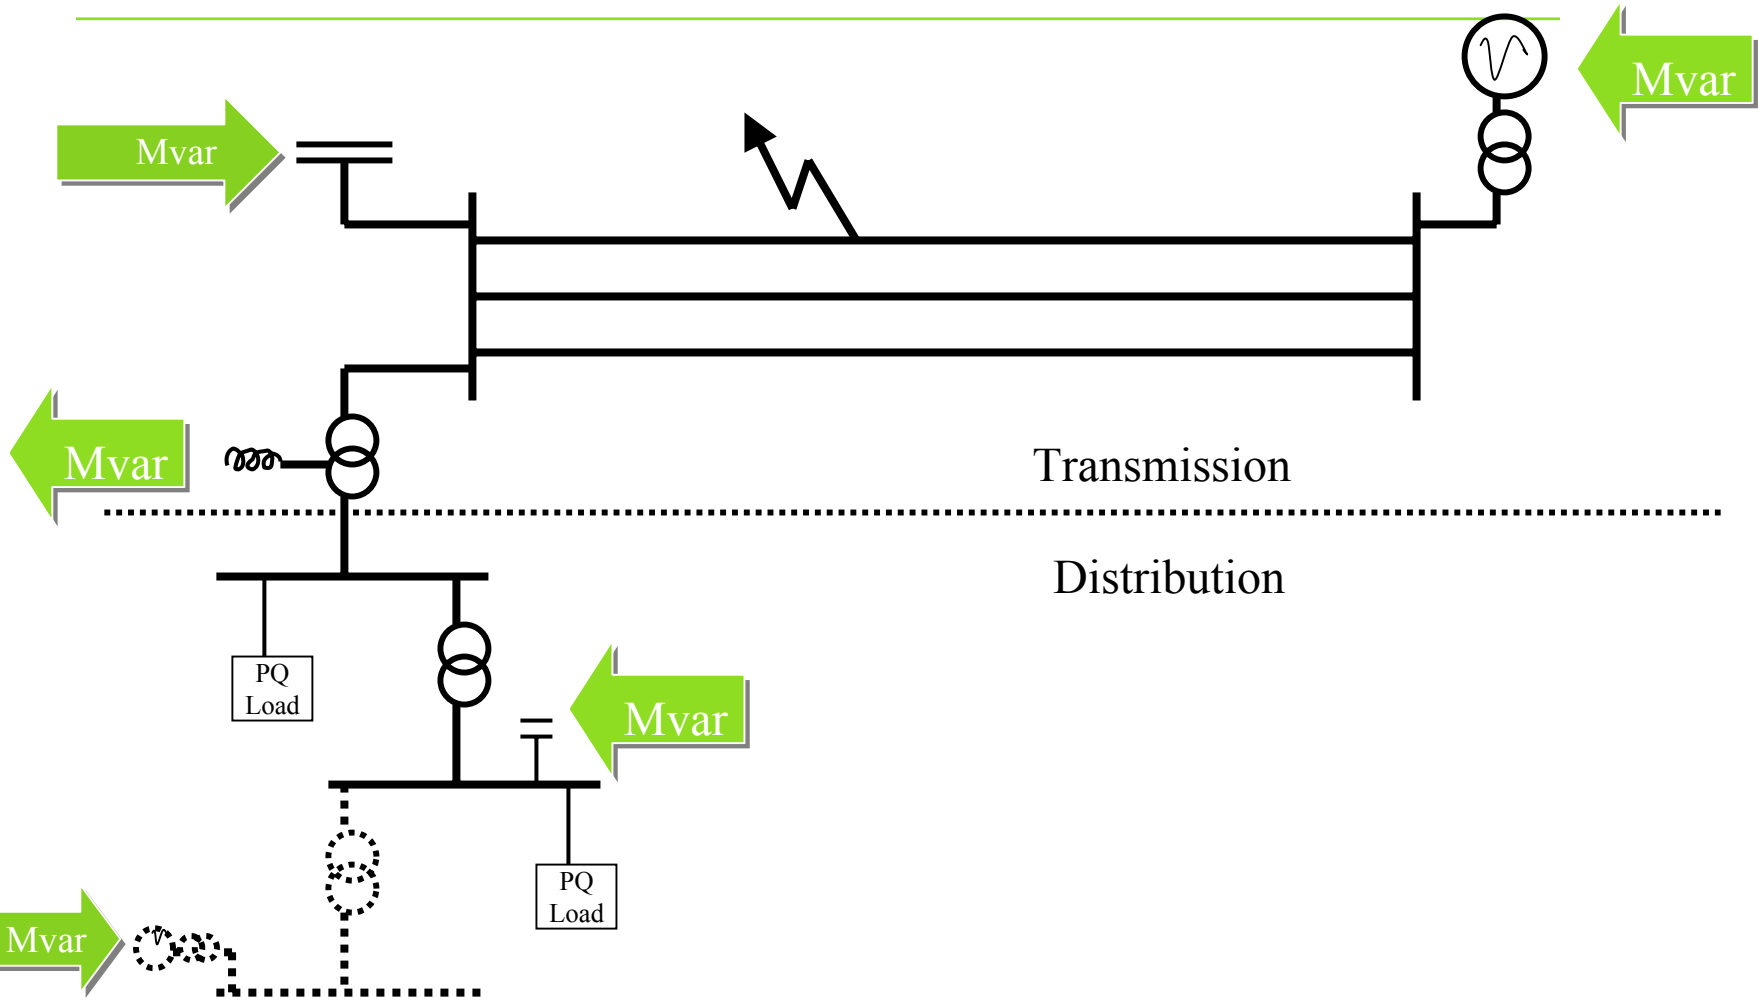 Mvar
Mvar
Mvar
Transmission
Distribution
PQ
Load
Mvar
PQ
Load
Mvar